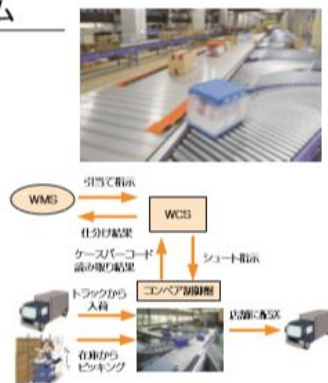 ム
引当て指示
WMS
WCS
仕分け結果
ケースバーコード
読み取り結果
シュート指示
コンベア制御盤
トラックから
入荷
店舗に配送
在庫から
ピッキング